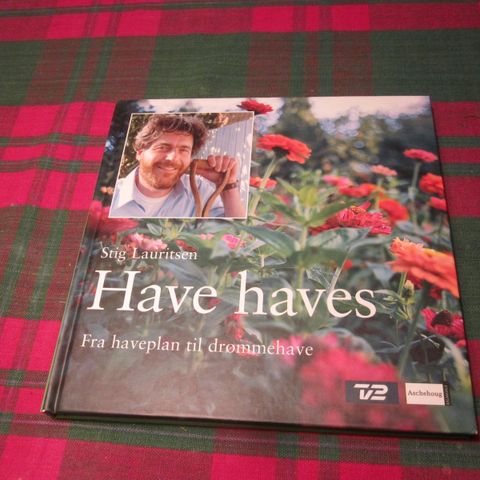 Stig Lauritsen
Have haves
Fra haveplan til drømmehave
TV2
Aschehoug